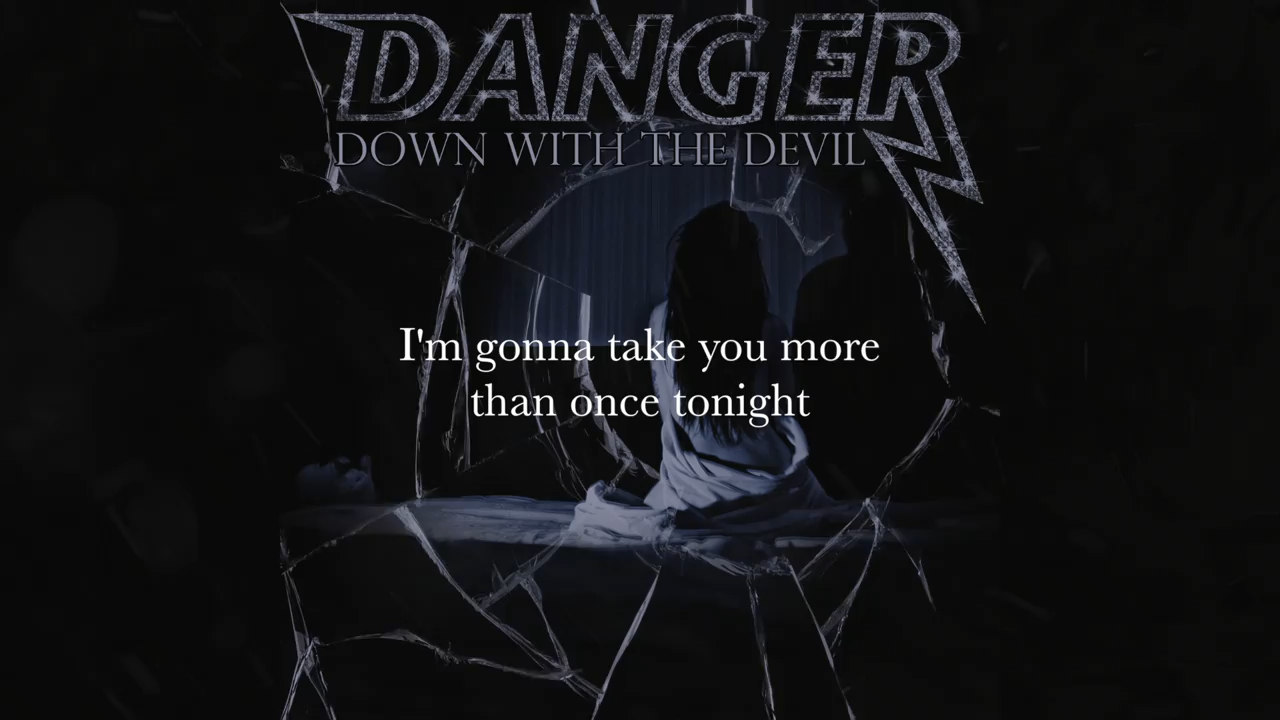 DANGER
DOWN WITH THE DEVIL
I'm gonna take you more
than once tonight